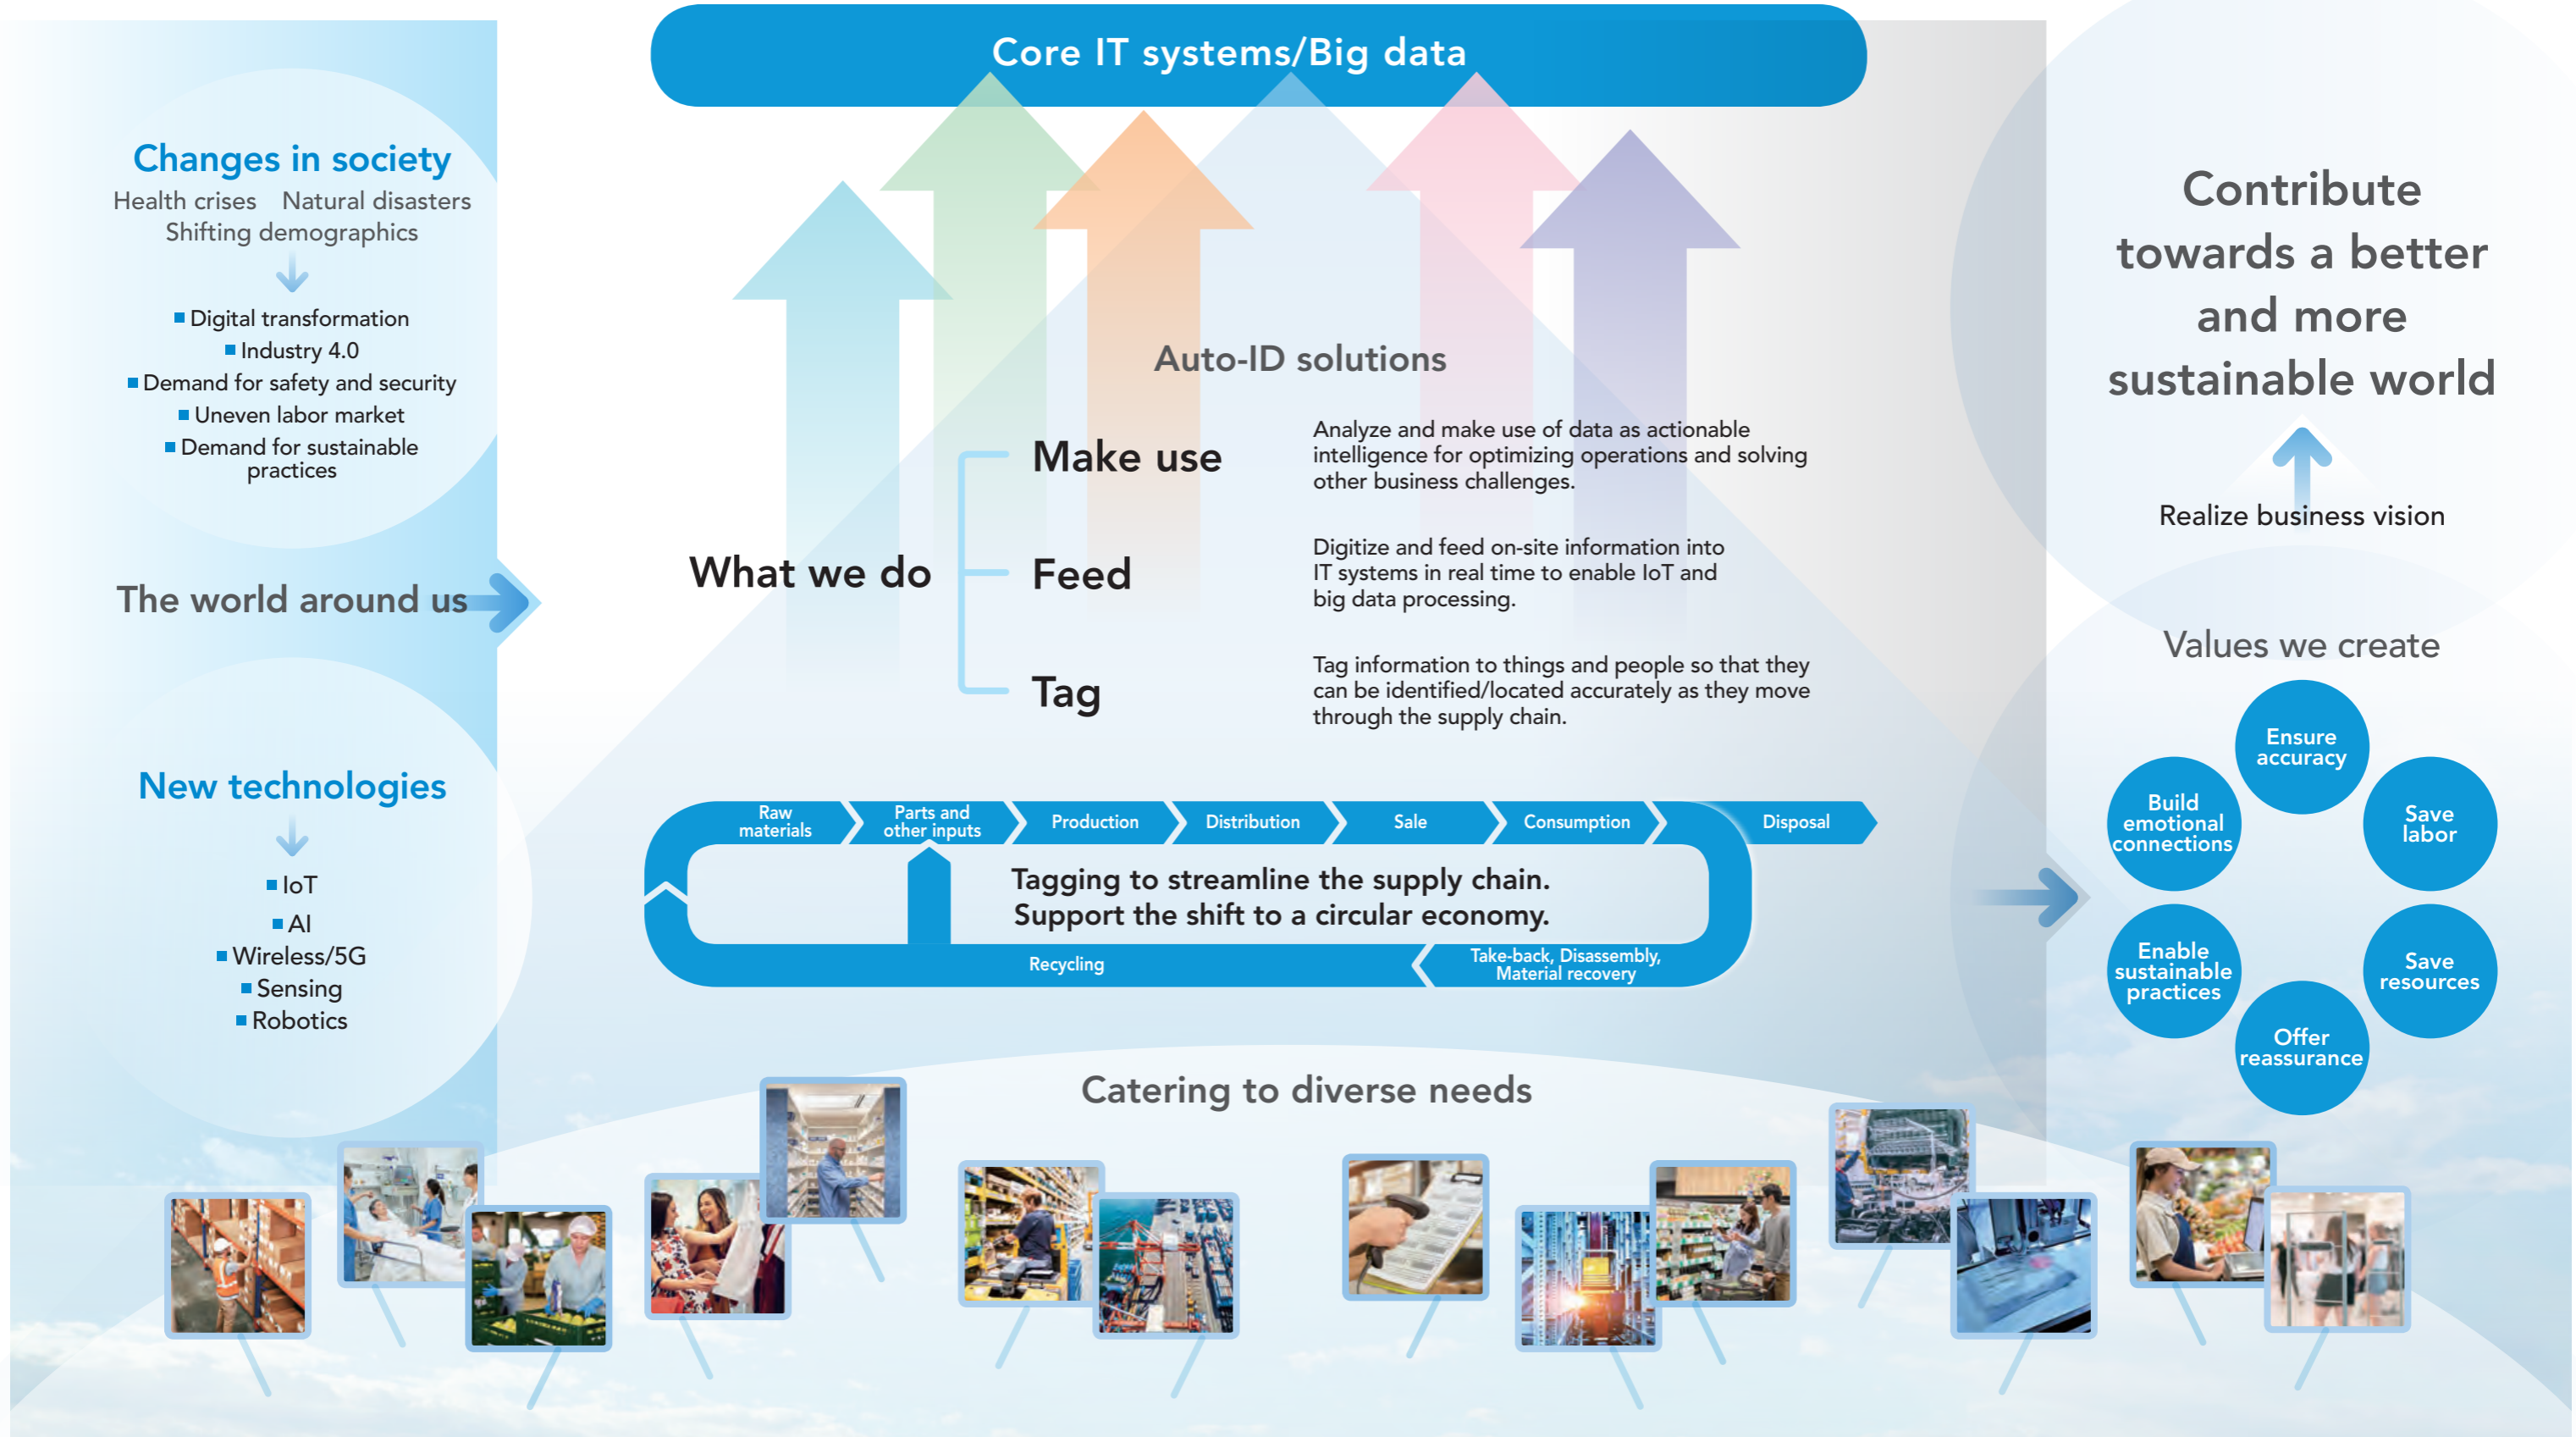 Core IT systems/Big data
Changes in society
Health crises Natural disasters
Shifting demographics
Digital transformation
Industry 4.0
Demand for safety and security
Uneven labor market
Demand for sustainable
practices
The world around us
New technologies
IoT
AI
Wireless/5G
Sensing
Robotics
Auto-ID solutions
What we do
Make use
Analyze and make use of data as actionable
intelligence for optimizing operations and solving
other business challenges.
Feed
Digitize and feed on-site information into
IT systems in real time to enable IoT and
big data processing.
Tag
Tag information to things and people so that they
can be identified/located accurately as they move
through the supply chain.
Raw
materials
Parts and
other inputs
Production
Distribution
Sale
Consumption
Disposal
Tagging to streamline the supply chain.
Support the shift to a circular economy.
Recycling
Take-back, Disassembly,
Material recovery
Catering to diverse needs
Contribute
towards a better
and more
sustainable world
Realize business vision
Values we create
Ensure
accuracy
Build
emotional
connections
Save
labor
Enable
sustainable
practices
Save
resources
Offer
reassurance